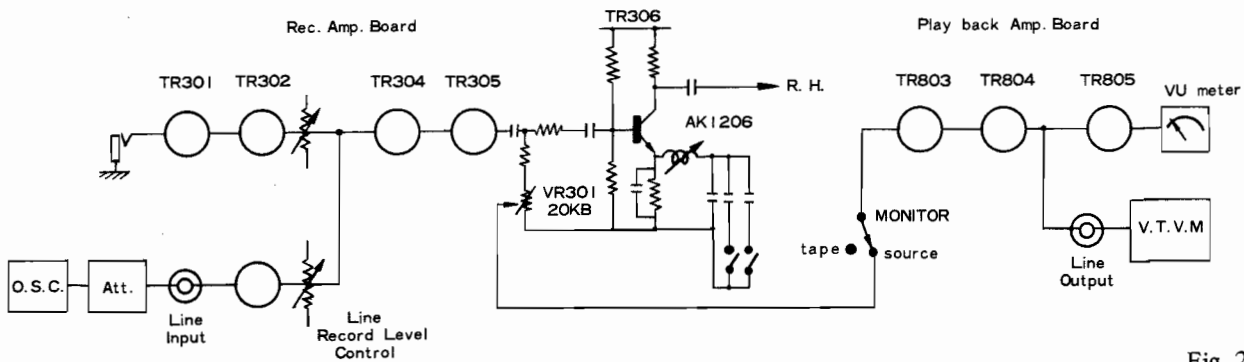 Rec. Amp. Board
TR306
Play back Amp. Board
TR301
TR302
TR304
TR305
R. H.
TR803
TR804
TR805
VU meter
AK1206
VR301
20KB
MONITOR
tape
source
V.T.V.M
Line
Output
O.S.C.
Att.
Line
Input
Line
Record Level
Control
Fig. 2